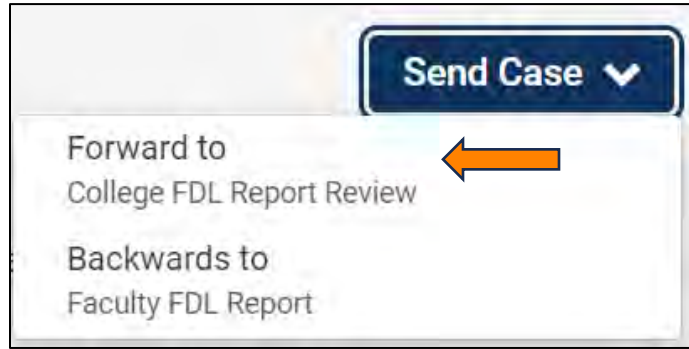 Send Case
Forward to
College FDL Report Review
Backwards to
Faculty FDL Report